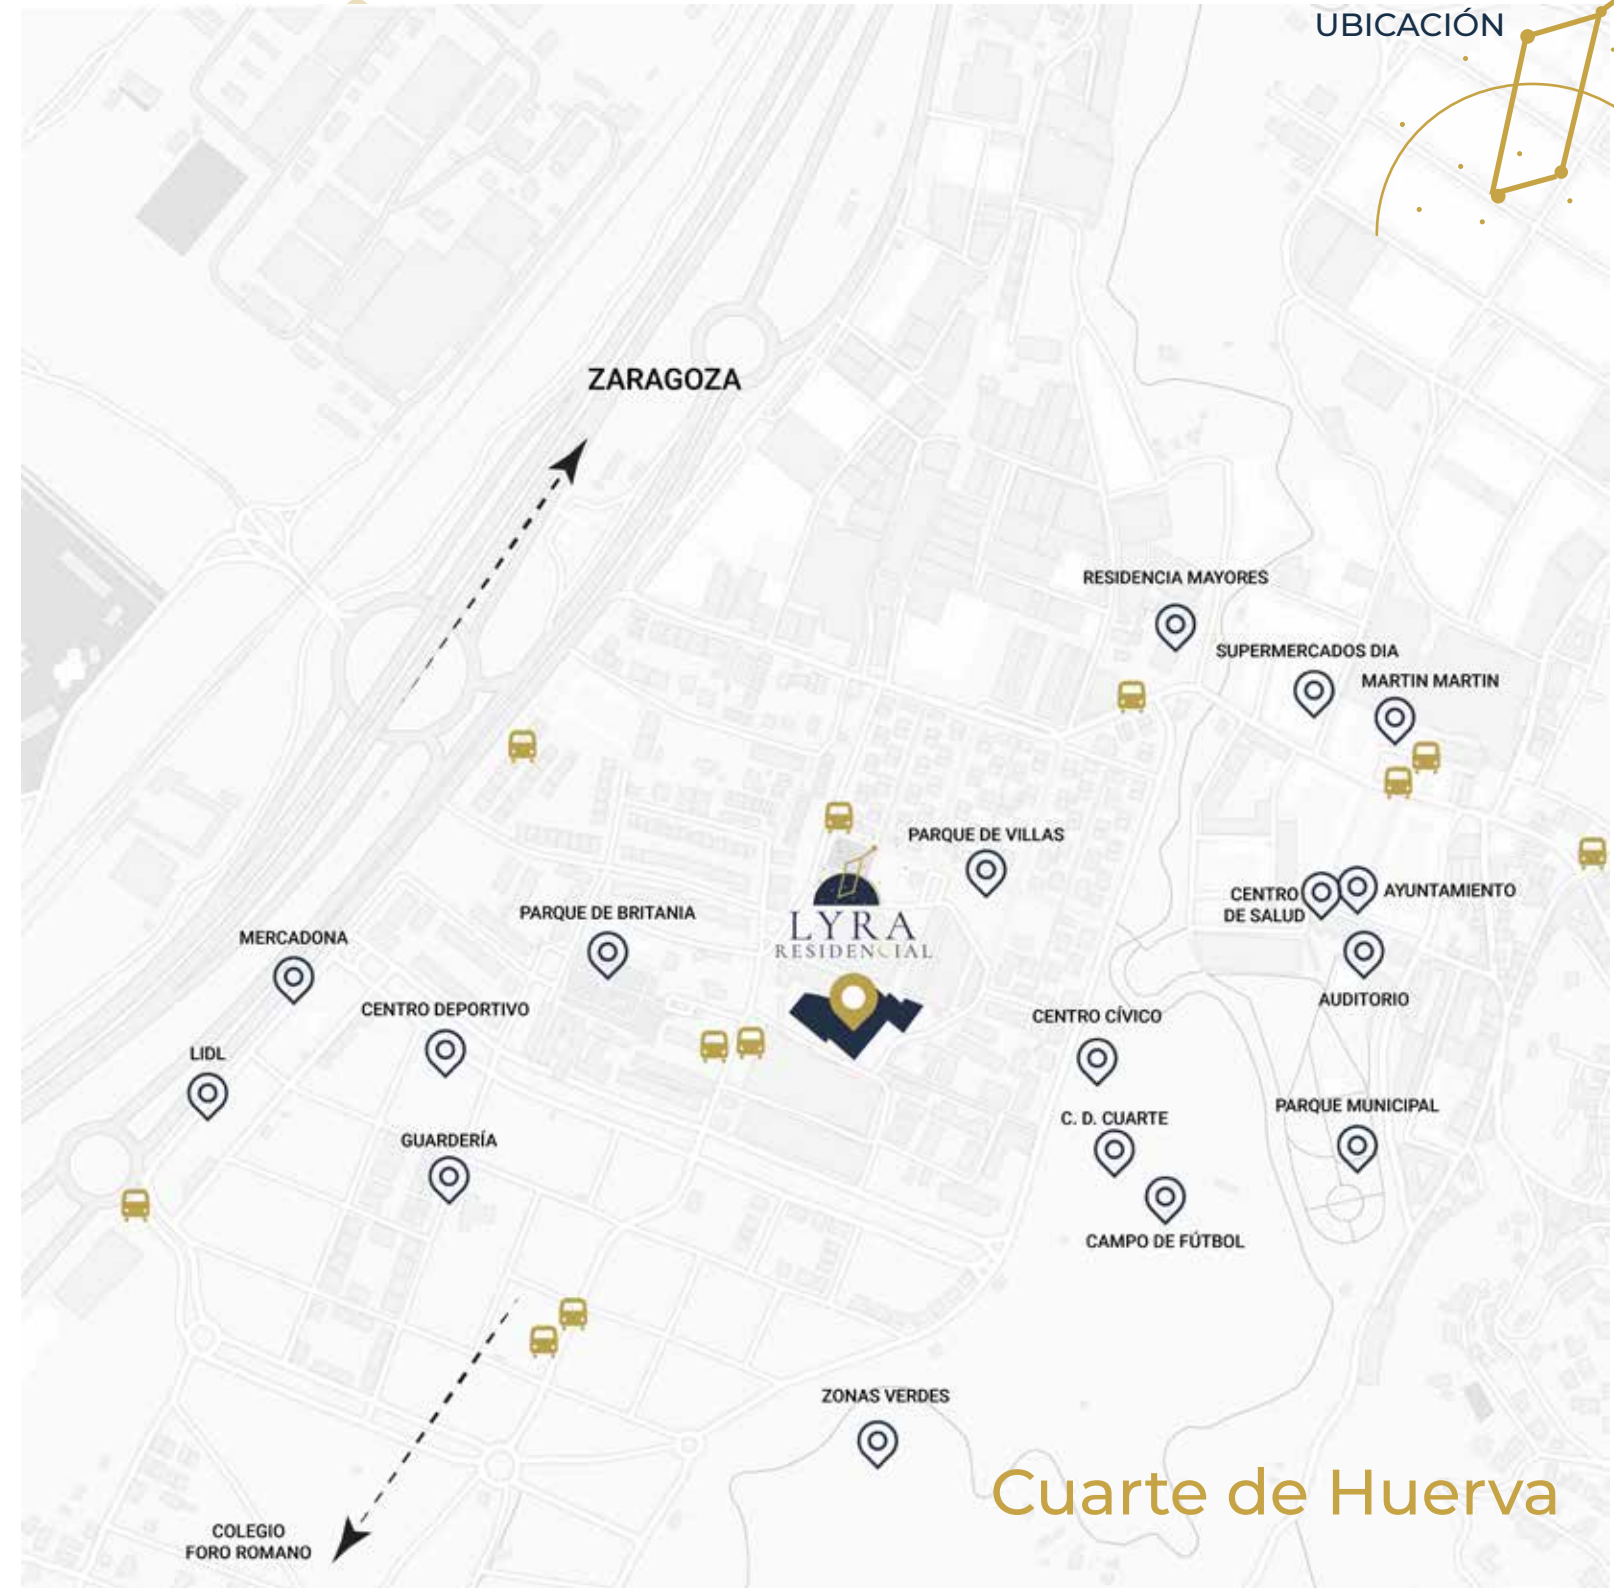 UBICACIÓN
ZARAGOZA
RESIDENCIA MAYORES
SUPERMERCADOS DIA
MARTIN MARTIN
PARQUE DE VILLAS
CENTRO
DE SALUD
AYUNTAMIENTO
PARQUE DE BRITANIA
LYRA
RESIDENCIAL
MERCADONA
CENTRO DEPORTIVO
AUDITORIO
CENTRO CÍVICO
LIDL
PARQUE MUNICIPAL
C. D. CUARTE
GUARDERÍA
CAMPO DE FÚTBOL
ZONAS VERDES
Cuarte de Huerva
COLEGIO
FORO ROMANO